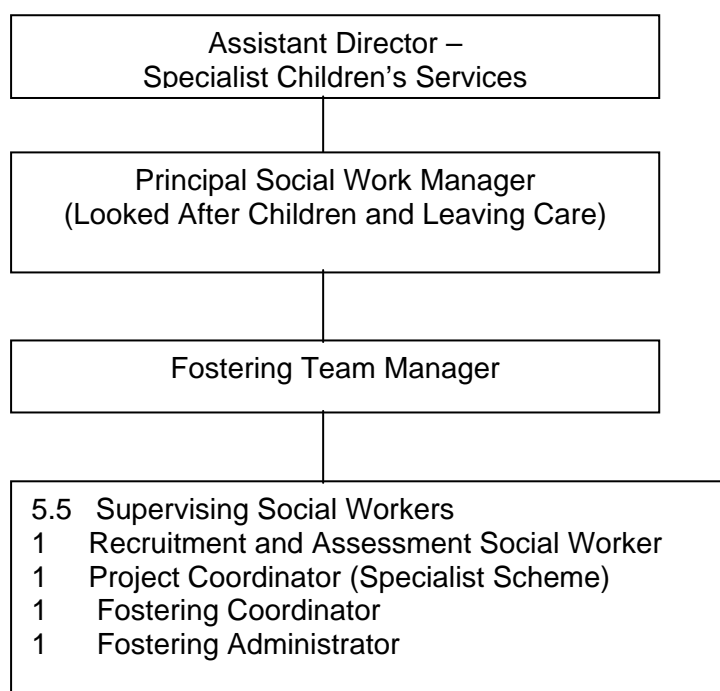 Assistant Director –
Specialist Children's Services
Principal Social Work Manager
(Looked After Children and Leaving Care)
Fostering Team Manager
5.5 Supervising Social Workers
1 Recruitment and Assessment Social Worker
1 Project Coordinator (Specialist Scheme)
1 Fostering Coordinator
1 Fostering Administrator